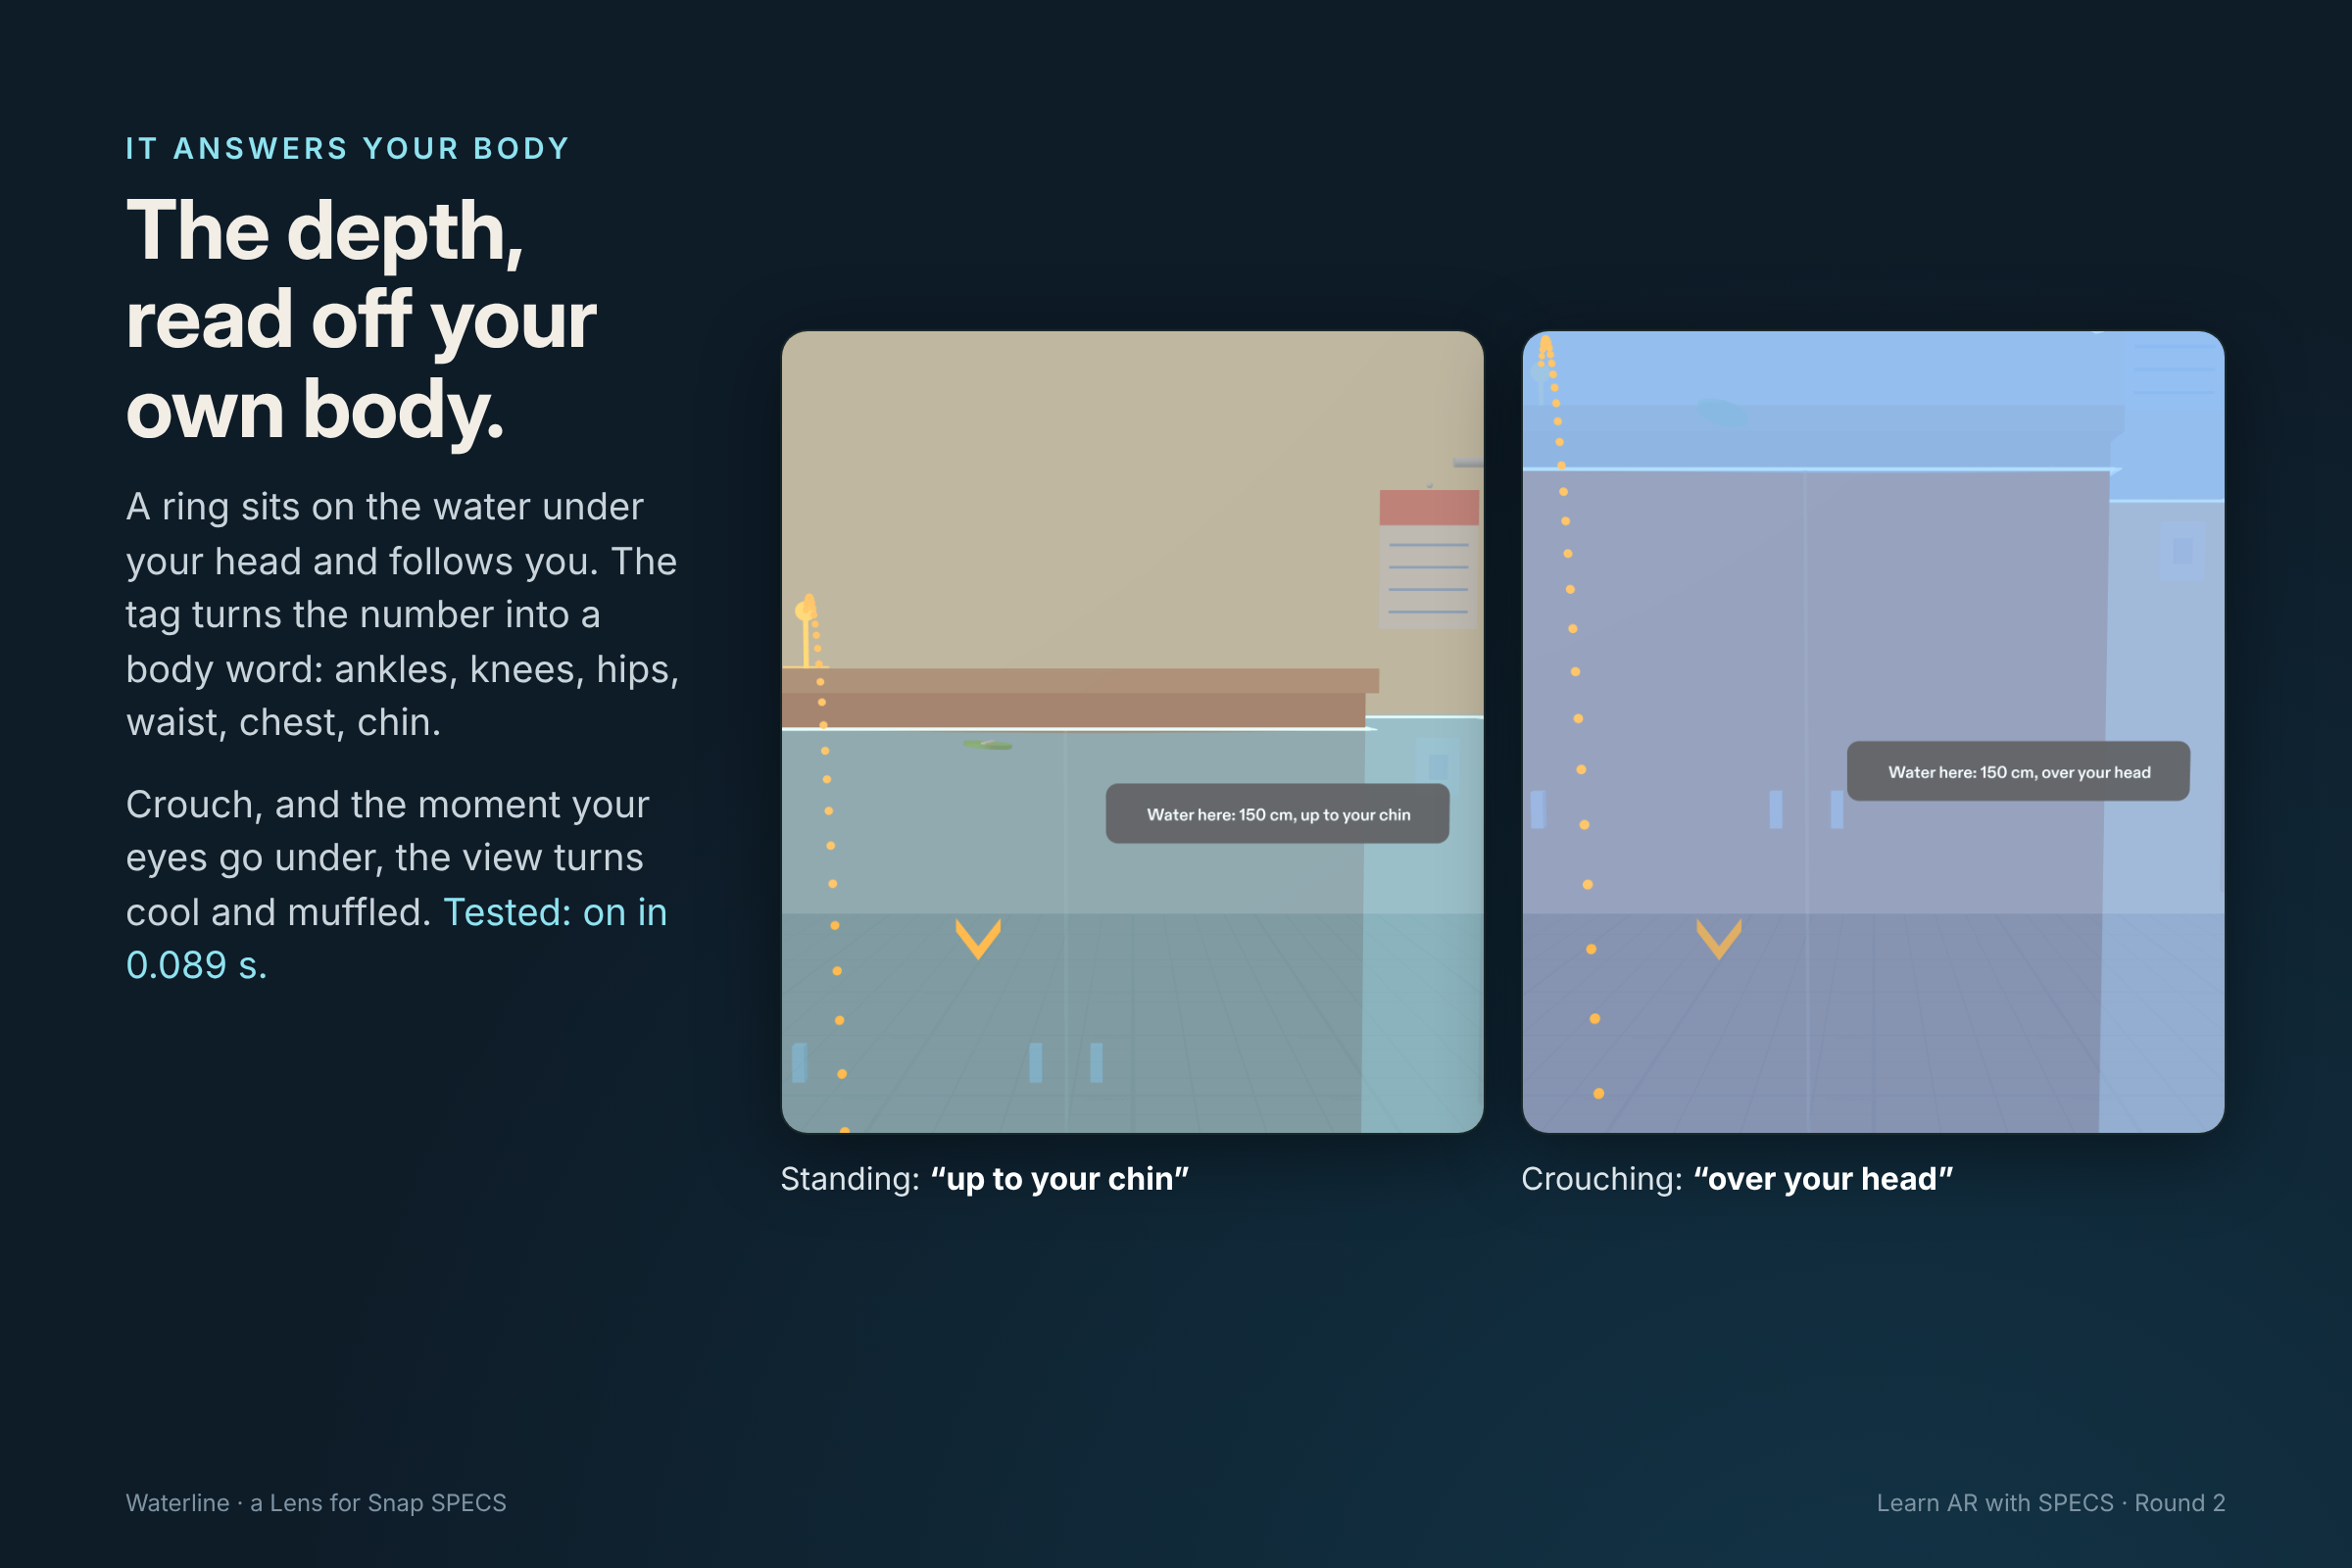 IT ANSWERS YOUR BODY
The depth,
read off your
own body.
A ring sits on the water under
your head and follows you. The
tag turns the number into a
body word: ankles, knees, hips,
waist, chest, chin.
Crouch, and the moment your
eyes go under, the view turns
cool and muffled. Tested: on in
0.089 s.
Water here: 150 cm, up to your chin
Standing: “up to your chin”
Water here: 150 cm, over your head
Crouching: “over your head”
Waterline · a Lens for Snap SPECS
Learn AR with SPECS · Round 2